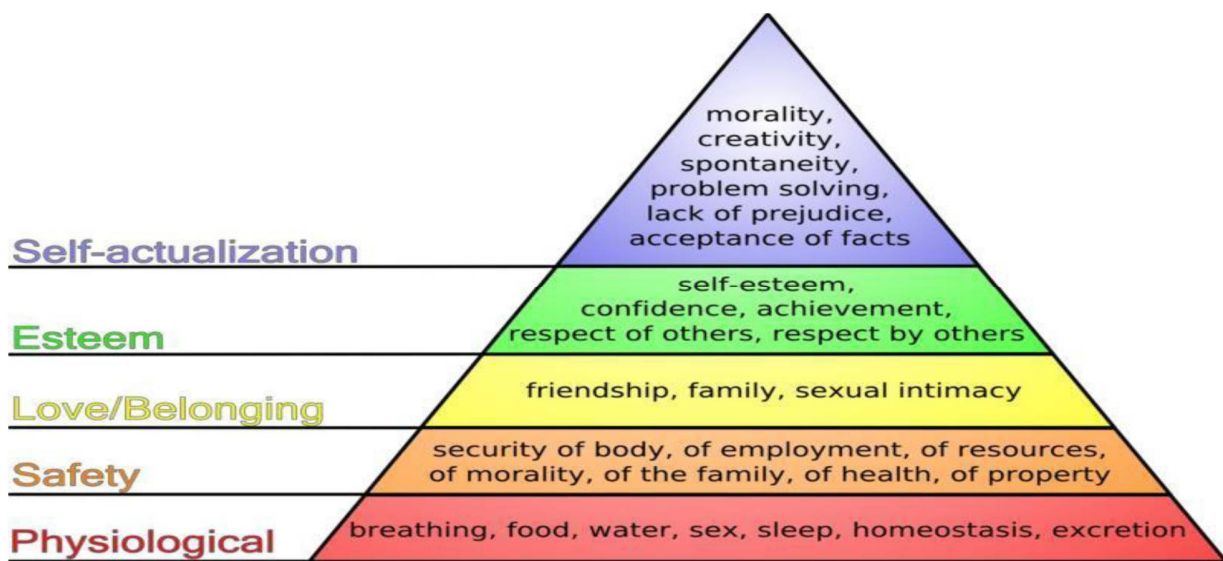 morality,
creativity,
spontaneity,
problem solving,
lack of prejudice,
acceptance of facts
Self-actualization
self-esteem,
confidence, achievement,
respect of others, respect by others
Esteem
friendship, family, sexual intimacy
Love/Belonging
security of body, of employment, of resources,
of morality, of the family, of health, of property
Safety
breathing, food, water, sex, sleep, homeostasis, excretion
Physiological